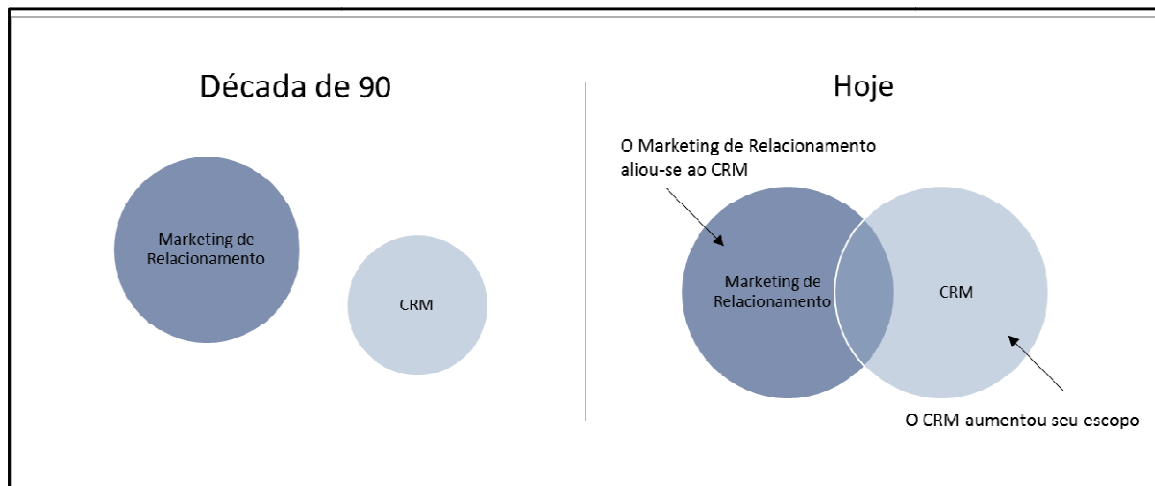 Década de 90
Marketing de
Relacionamento
CRM
Hoje
O Marketing de Relacionamento
aliou-se ao CRM
Marketing de
Relacionamento
CRM
O CRM aumentou seu escopo